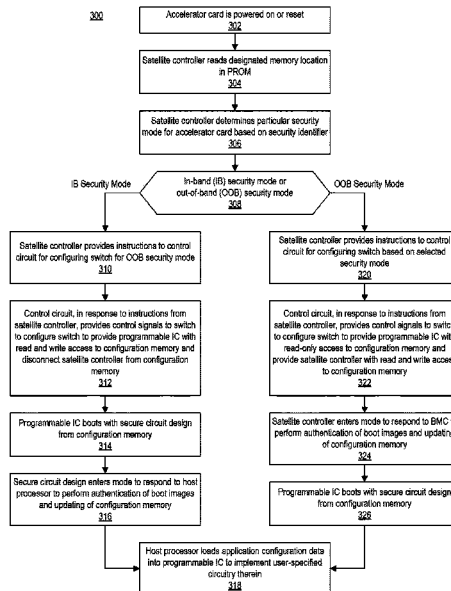 300
Accelerator card is powered on or reset
302
Satellite controller reads designated memory location
in PROM
304
Satellite controller determines particular security
mode for accelerator card based on security identifier
306
IB Security Mode
In-band (IB) security mode or
out-of-band (OOB) security
mode
308
OOB Security Mode
Satellite controller provides instructions to control
circuit for configuring switch for OOB security mode
310
Control circuit, in response to instructions from
satellite controller, provides control signals to switch
to configure switch to provide programmable IC with
read and write access to configuration memory and
disconnect satellite controller from configuration
memory
312
Programmable IC boots with secure circuit design
from configuration memory
314
Secure circuit design enters mode to respond to host
processor to perform authentication of boot images
and updating of configuration memory
316
Satellite controller provides instructions to control
circuit for configuring switch based on selected
security mode
320
Control circuit, in response to instructions from
satellite controller, provides control signals to switch
to configure switch to provide programmable IC with
read-only access to configuration memory and
provide satellite controller with read and write access
to configuration memory
322
Satellite controller enters mode to respond to BMC
perform authentication of boot images and updating
of configuration memory
324
Programmable IC boots with secure circuit design
from configuration memory
326
Host processor loads application configuration data
into programmable IC to implement user-specified
circuitry therein
318